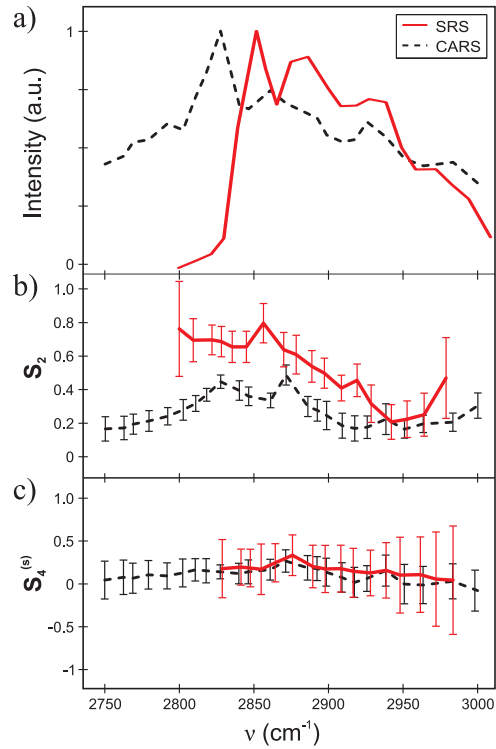 a)
SRS
CARS
1
0
Intensity (a.u.)
b)
1.0
0.8
0.6
0.4
0.2
0
S2
c)
1.0
0.5
0
-0.5
-1
S4(s)
2750 2800 2850 2900 2950 3000
ν (cm-1)